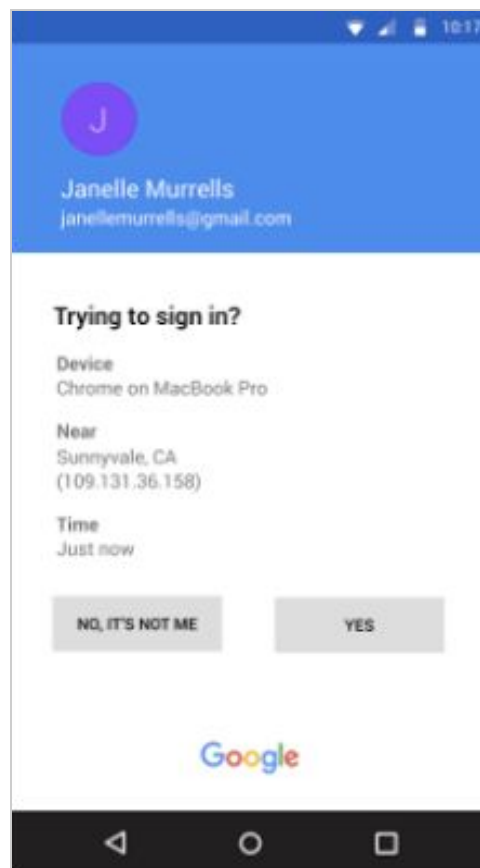 10:17
J
Janelle Murrells
janellemurrells@gmail.com
Trying to sign in?
Device
Chrome on MacBook Pro
Near
Sunnyvale, CA
(109.131.36.158)
Time
Just now
NO, IT'S NOT ME
YES
Google